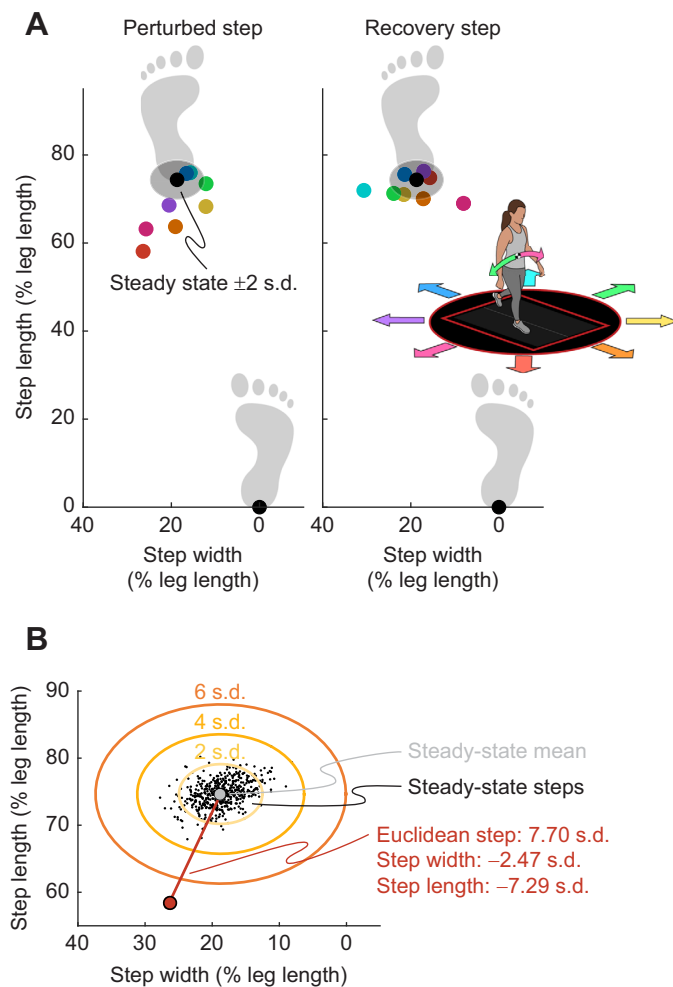 A
Perturbed step
Recovery step
Step length (% leg length)
80
60
40
20
0
Steady state ±2 s.d.
40
20
0
40
20
0
Step width
(% leg length)
Step width
(% leg length)
B
Step length (% leg length)
90
80
70
60
6 s.d.
4 s.d.
2 s.d.
Steady-state mean
Steady-state steps
Euclidean step: 7.70 s.d.
Step width: −2.47 s.d.
Step length: −7.29 s.d.
40
30
20
10
0
Step width (% leg length)